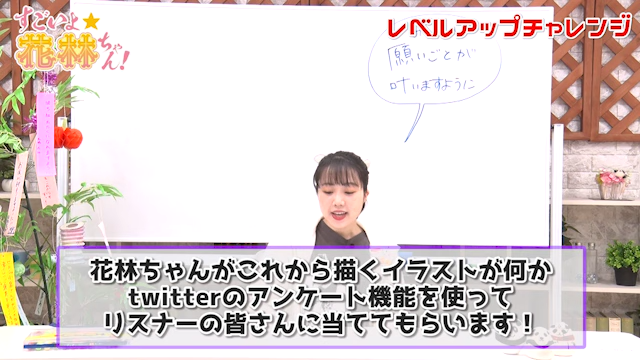 すごいよ
花林ちゃん!
レベルアップチャレンジ
願いごとが
叶いますように
花林ちゃんがこれから描くイラストが何か
twitterのアンケート機能を使って
リスナーの皆さんに当ててもらいます!